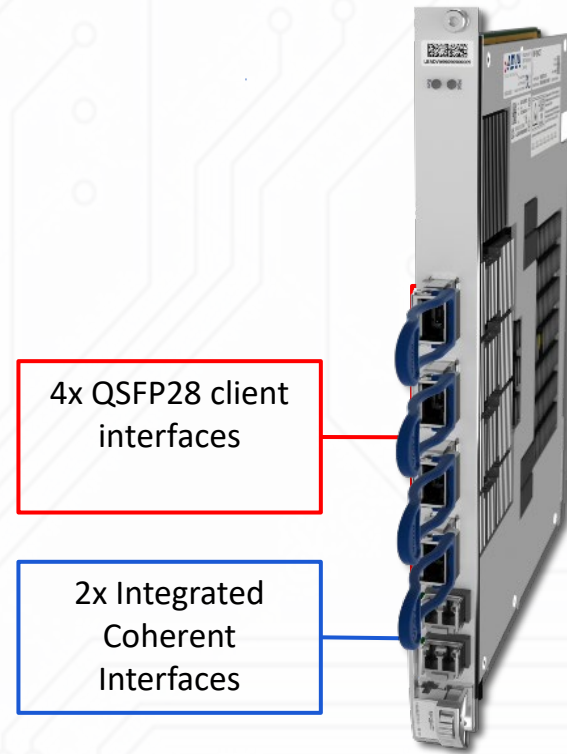 4x QSFP28 client
interfaces
2x Integrated
Coherent
Interfaces